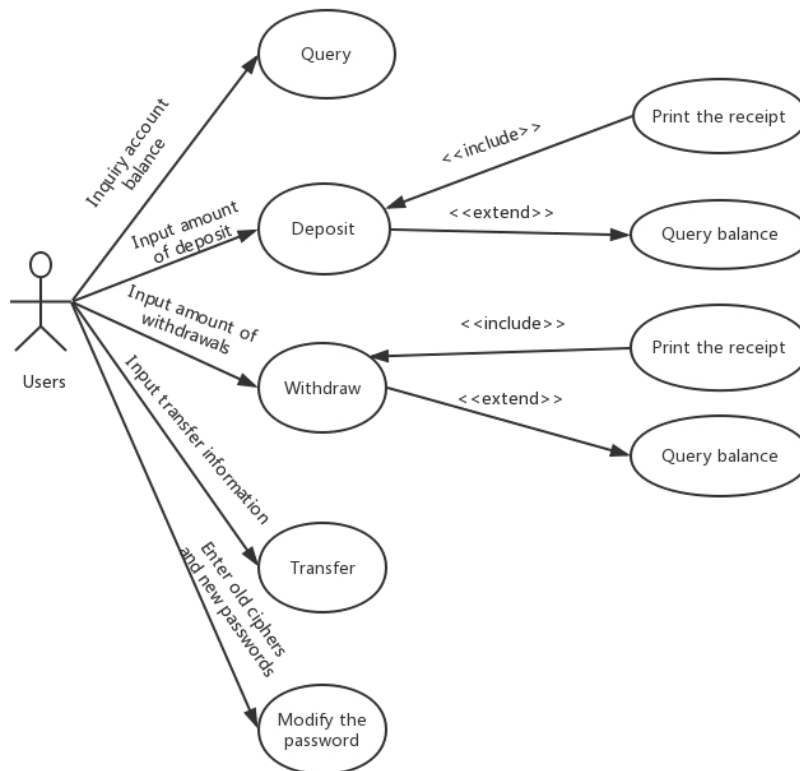 Query
Inquiry account
balance
Print the receipt
<<include>>
Input amount
of deposit
Deposit
<<extend>>
Query balance
Users
Input amount of
withdrawals
Withdraw
<<include>>
Print the receipt
<<extend>>
Query balance
Input transfer information
Transfer
Enter old ciphers
and new passwords
Modify the
password